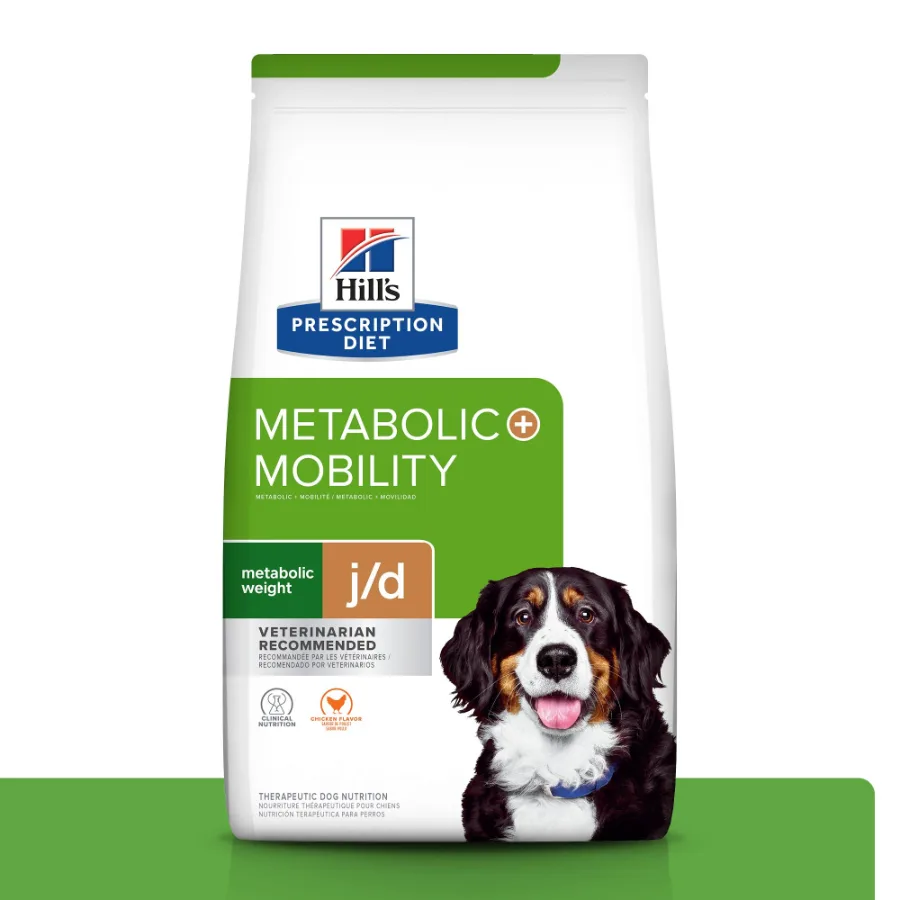 Hill's
PRESCRIPTION
DIET
METABOLIC +
MOBILITY
METABOLIC + MOBILITÉ / METABOLIC + MOVILIDAD
metabolic
weight
j/d
VETERINARIAN
RECOMMENDED
RECOMMANDÉE PAR LES VÉTÉRINAIRES /
RECOMENDADO POR VETERINARIOS
CLINICAL
NUTRITION
CHICKEN FLAVOR
THERAPEUTIC DOG NUTRITION
NOURRITURE THÉRAPEUTIQUE POUR CHIENS
NUTRICIÓN TERAPÉUTICA PARA PERROS